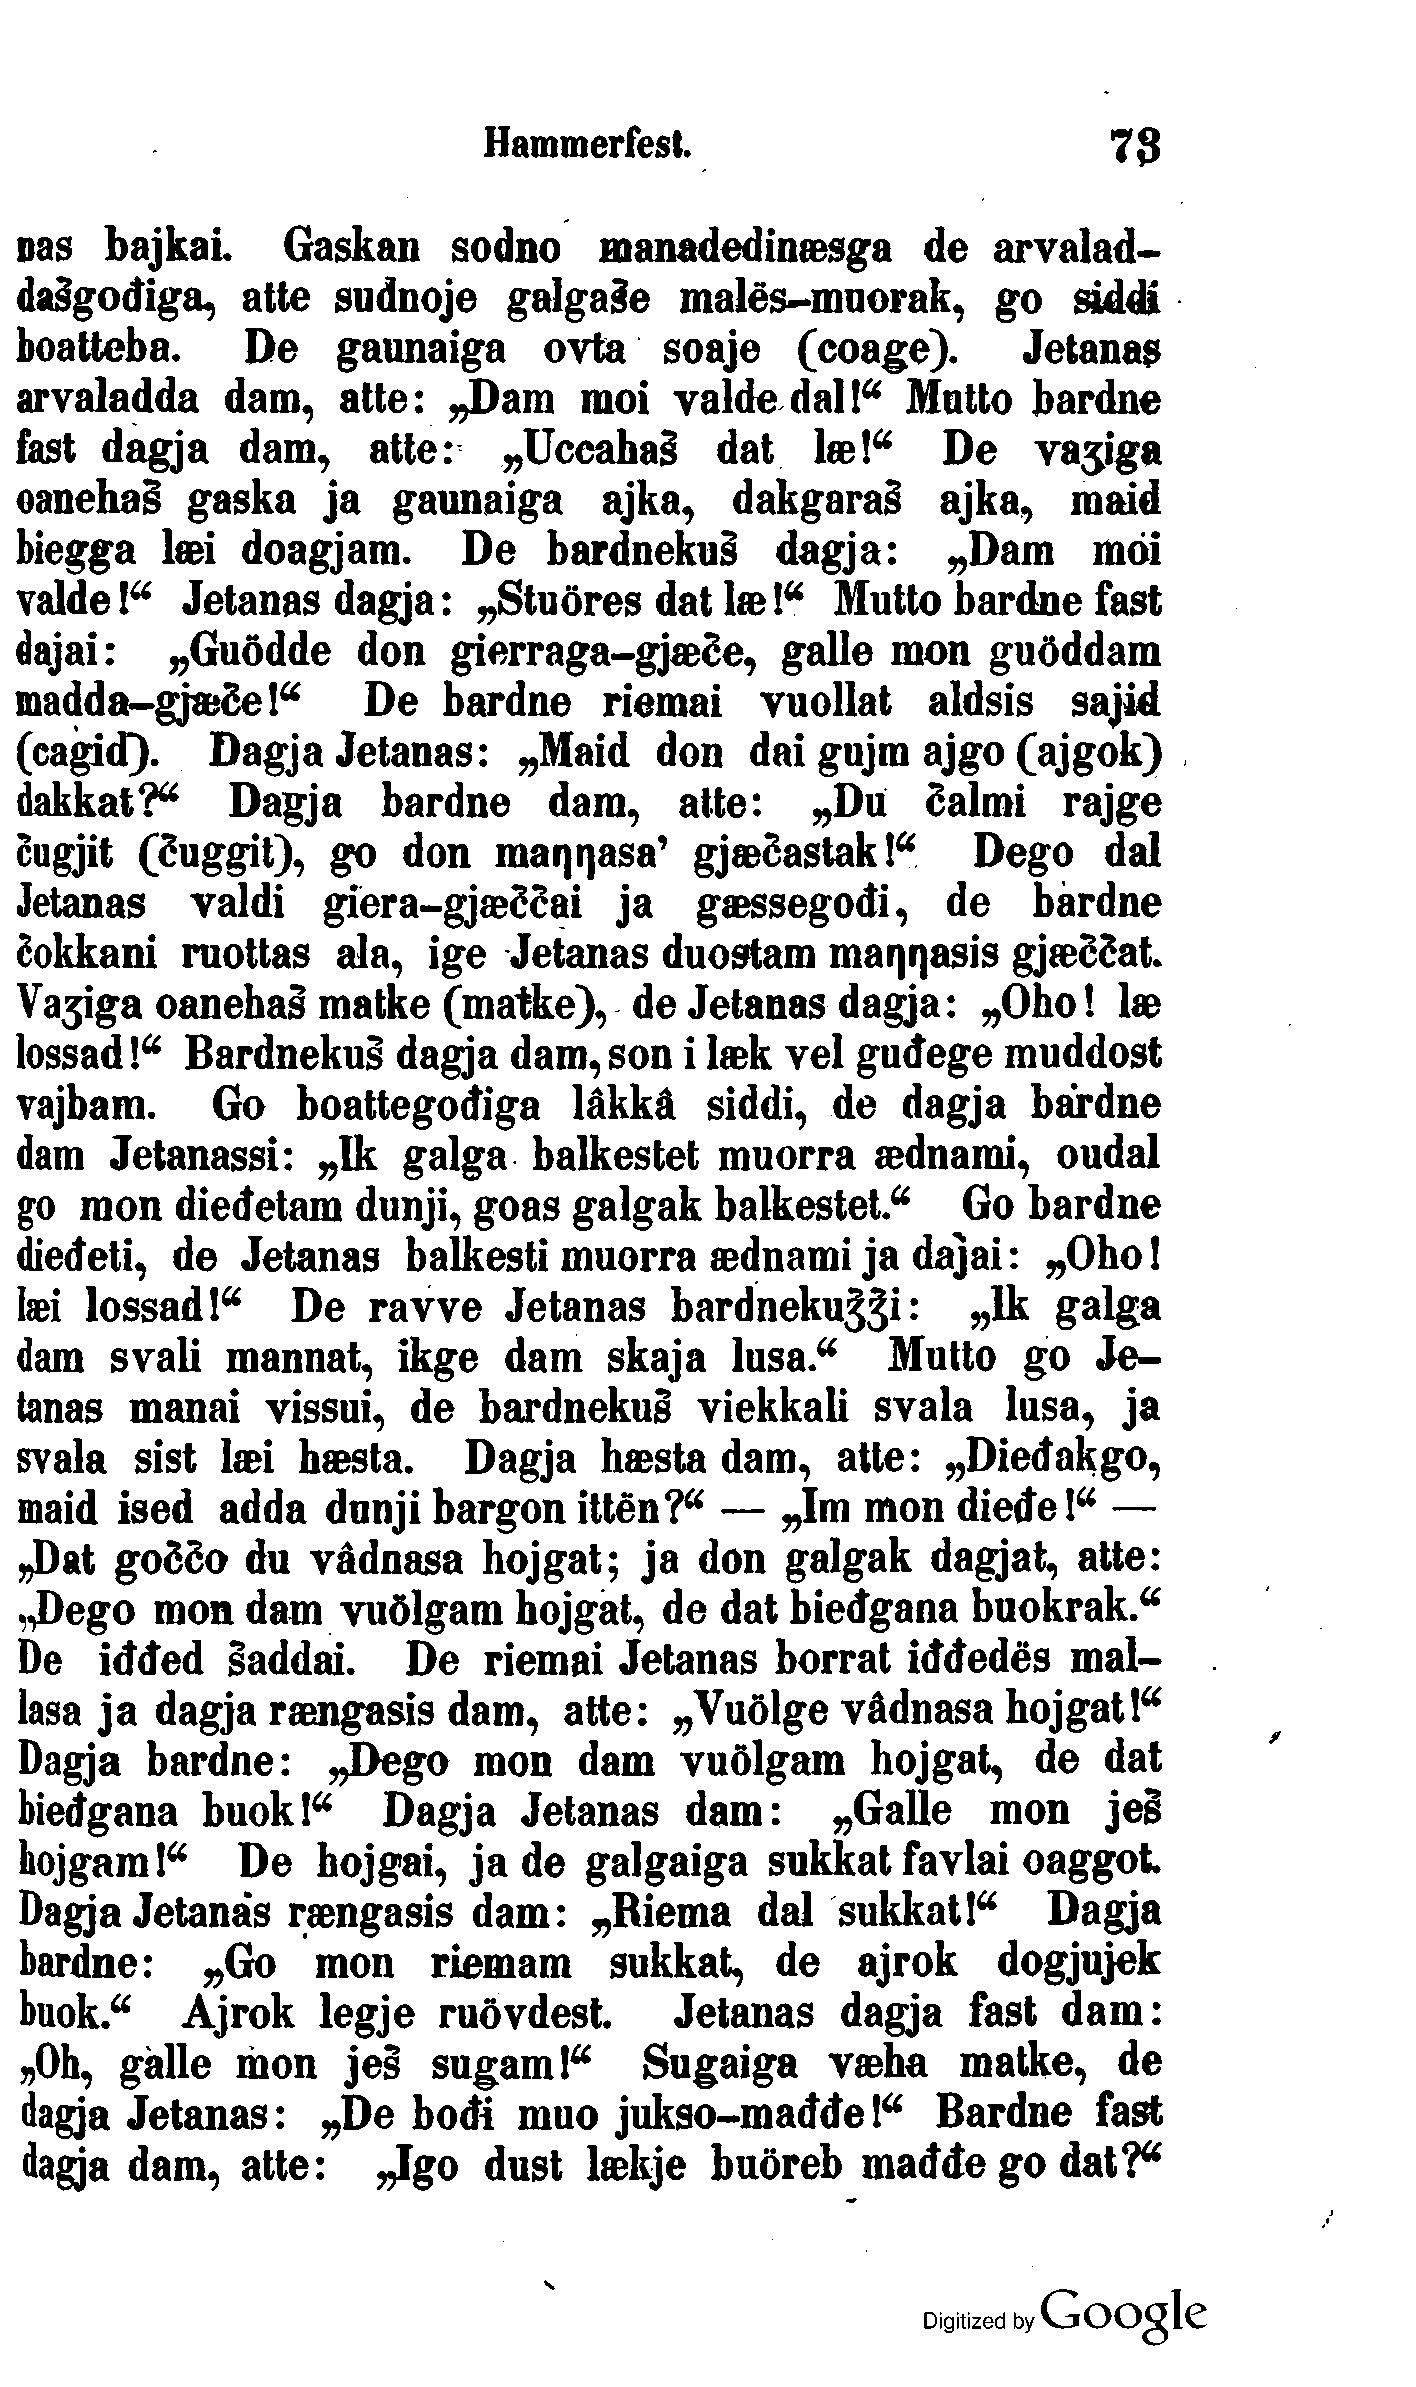 Hammerfest. 73
nas bajkai. Gaskan sodno manadedinæsga de arvalad-
dašgođiga, atte sudnoje galgaše malës-muorak, go siddi
boatteba. De gaunaiga ovta soaje (coage). Jetanas
arvaladda dam, atte: „Dam moi valde dal!“ Mutto bardne
fast dagja dam, atte: „Uccahaš dat læ!“ De vaʒiga
oanehaš gaska ja gaunaiga ajka, dakgaraš ajka, maid
biegga læi doagjam. De bardnekuš dagja: „Dam moi
valde!“ Jetanas dagja: „Stuöres dat læ!“ Mutto bardne fast
dajai: „Guödde don gierraga-gjæče, galle mon guöddam
madda-gjæče!“ De bardne riemai vuollat aldsis sajid
(cagid). Dagja Jetanas: „Maid don dai gujm ajgo (ajgok)
dakkat?“ Dagja bardne dam, atte: „Du čalmi rajge
čugjit (čuggit), go don maŋŋasa’ gjæčastak!“ Dego dal
Jetanas valdi giera-gjæččai ja gæssegođi, de bardne
čokkani ruottas ala, ige Jetanas duostam maŋŋasis gjæččat.
Vaʒiga oanehaš matke (matke), de Jetanas dagja: „Oho! læ
lossad!“ Bardnekuš dagja dam, son i læk vel guđege muddost
vajbam. Go boattegođiga lâkkâ siddi, de dagja bardne
dam Jetanassi: „Ik galga balkestet muorra ædnami, oudal
go mon dieđetam dunji, goas galgak balkestet.“ Go bardne
dieđeti, de Jetanas balkesti muorra ædnami ja dajai: „Oho!
læi lossad!“ De ravve Jetanas bardnekuǯǯi: „Ik galga
dam svali mannat, ikge dam skaja lusa.“ Mutto go Je-
tanas manai vissui, de bardnekuš viekkali svala lusa, ja
svala sist læi hæsta. Dagja hæsta dam, atte: „Dieđakgo,
maid ised adda dunji bargon ittën?“ — „Im mon dieđe!“ —
„Dat goččo du vâdnasa hojgat; ja don galgak dagjat, atte:
„Dego mon dam vuölgam hojgat, de dat bieđgana buokrak.“
De iđđed šaddai. De riemai Jetanas borrat iđđedës mal-
lasa ja dagja rængasis dam, atte: „Vuölge vâdnasa hojgat!“
Dagja bardne: „Dego mon dam vuölgam hojgat, de dat
bieđgana buok!“ Dagja Jetanas dam: „Galle mon ješ
hojgam!“ De hojgai, ja de galgaiga sukkat favlai oaggot.
Dagja Jetanas rængasis dam: „Riema dal sukkat!“ Dagja
bardne: „Go mon riemam sukkat, de ajrok dogjujek
buok.“ Ajrok legje ruövdest. Jetanas dagja fast dam:
„Oh, galle mon ješ sugam!“ Sugaiga væha matke, de
dagja Jetanas: „De bođi muo jukso-mađđe!“ Bardne fast
dagja dam, atte: „Igo dust lækje buöreb mađđe go dat?“
Digitized by Google